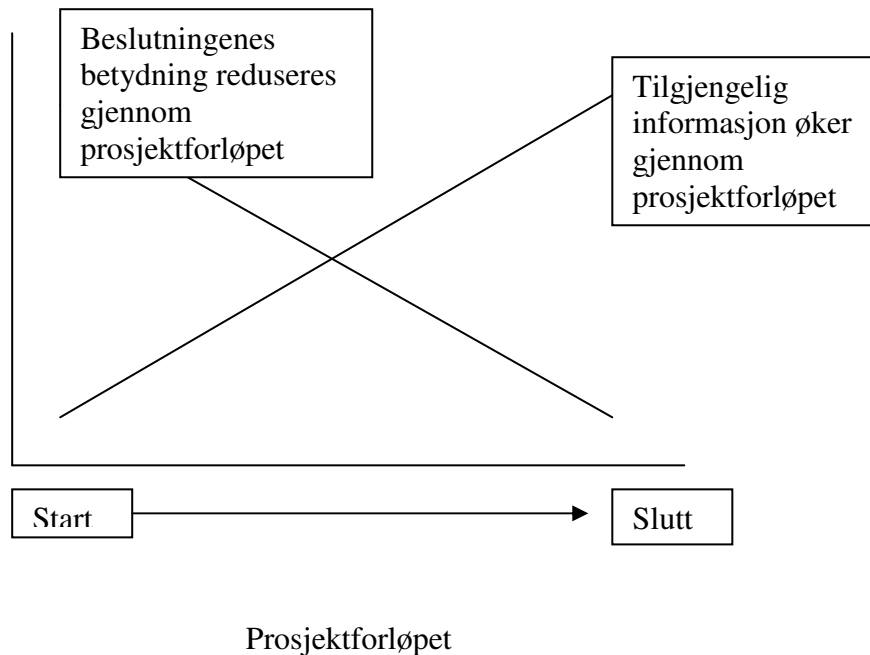 Beslutningenes
betydning reduseres
gjennom
prosjektforløpet
Tilgjengelig
informasjon øker
gjennom
prosjektforløpet
Start
Slutt
Prosjektforløpet